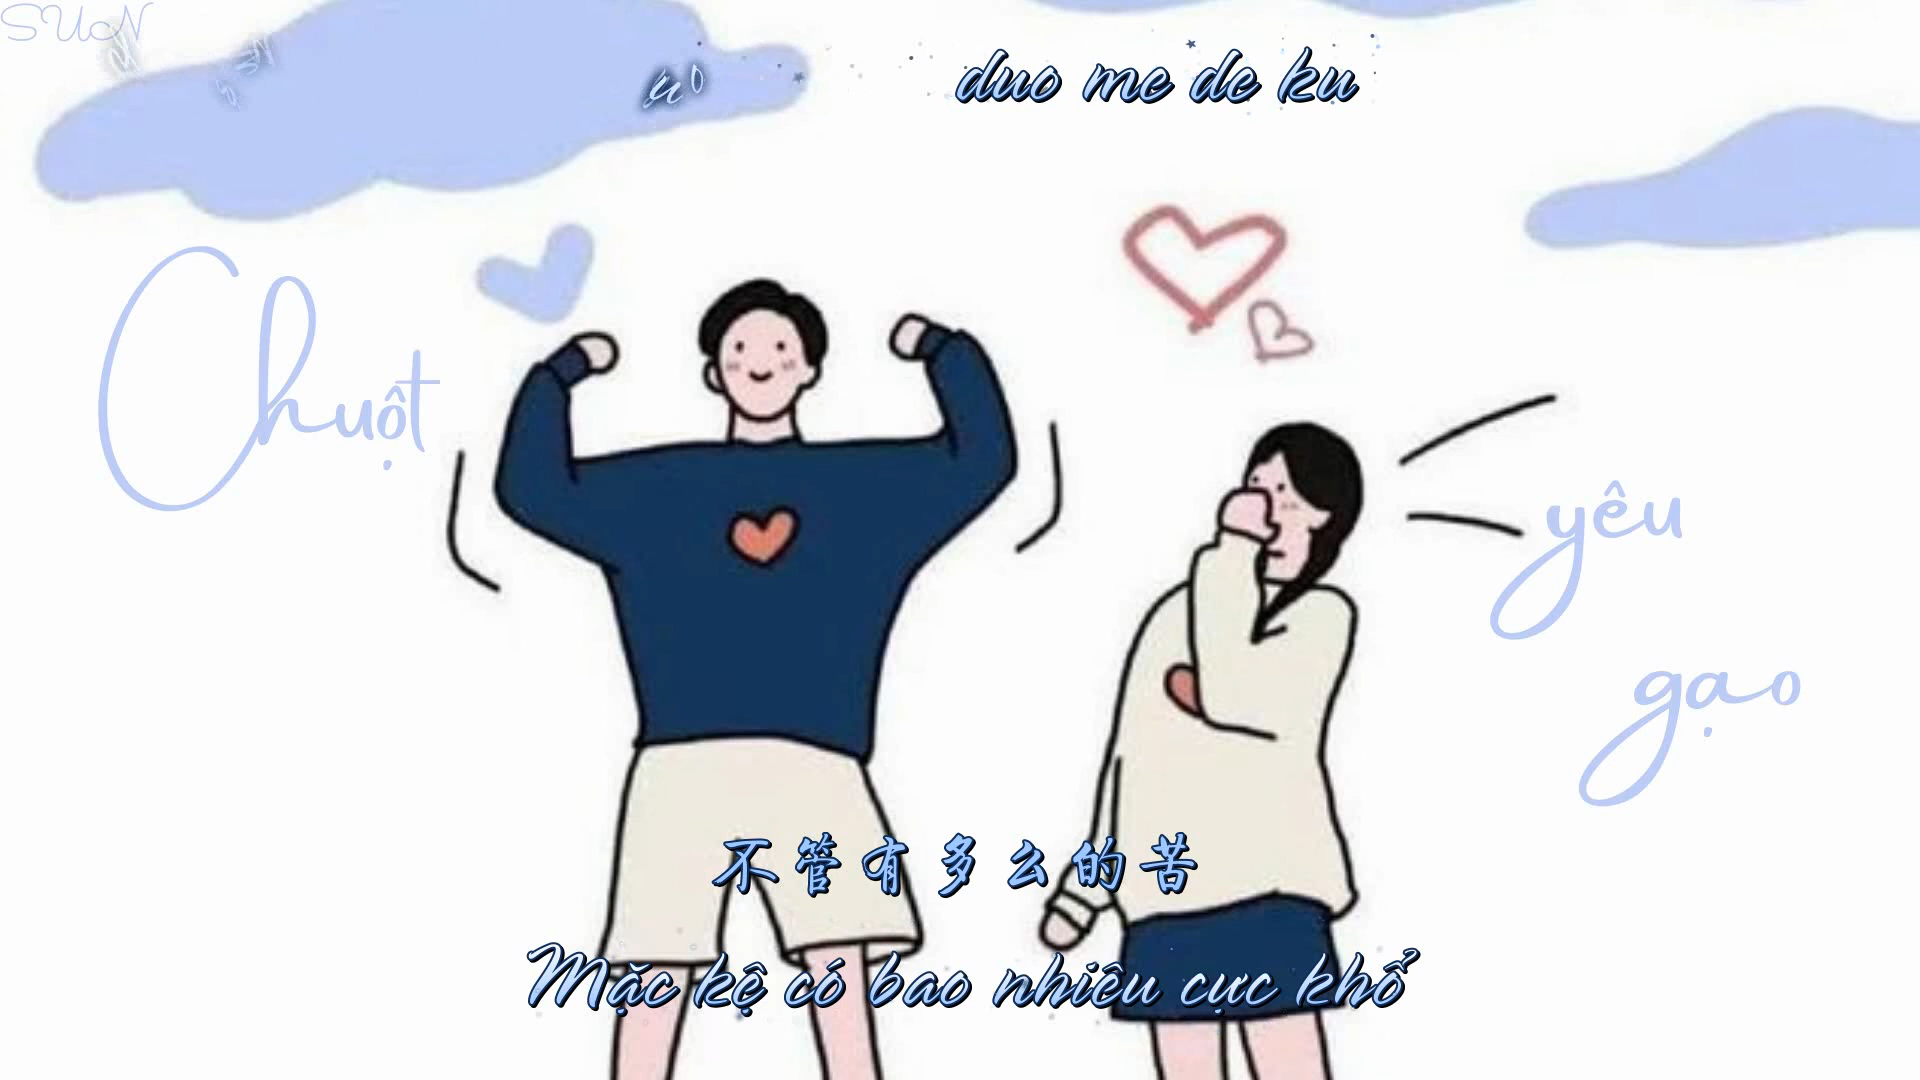 SUN
duo me de ku
Chuột
yêu
gạo
不管有多么的苦
Mặc kệ có bao nhiêu cực khổ